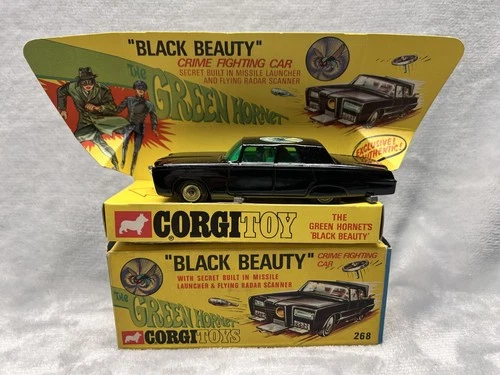 "BLACK BEAUTY"
CRIME FIGHTING CAR
SECRET BUILT IN MISSILE LAUNCHER
AND FLYING RADAR SCANNER
THE
GREEN HORNET
EXCLUSIVE!
AUTHENTIC!
CORGI TOY
THE
GREEN HORNET'S
'BLACK BEAUTY'
"BLACK BEAUTY" CRIME FIGHTING
CAR
WITH SECRET BUILT IN MISSILE
LAUNCHER & FLYING RADAR SCANNER
THE
GREEN HORNET
CORGI TOYS
268